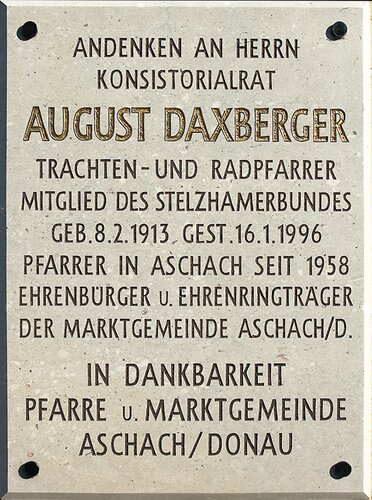 ANDENKEN AN HERRN
KONSISTORIALRAT
AUGUST DAXBERGER
TRACHTEN-UND RADPFARRER
MITGLIED DES STELZHAMERBUNDES
GEB.8.2.1913 GEST.16.1.1996
PFARRER IN ASCHACH SEIT 1958
EHRENBÜRGER U. EHRENRINGTRÄGER
DER MARKTGEMEINDE ASCHACH/D.
IN DANKBARKEIT
PFARRE U. MARKTGEMEINDE
ASCHACH/DONAU